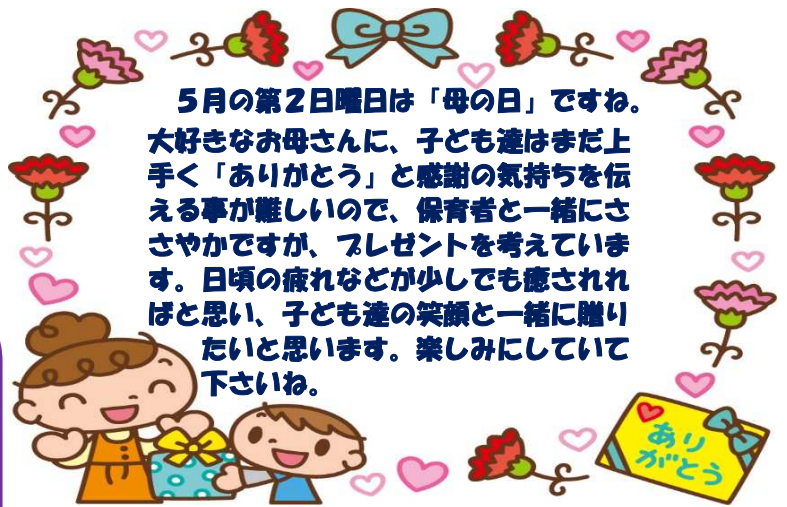 ５月の第２日曜日は「母の日」ですね。
大好きなお母さんに、子ども達はまだ上
手く「ありがとう」と感謝の気持ちを伝
える事が難しいので、保育者と一緒にさ
さやかですが、プレゼントを考えていま
す。日頃の疲れなどが少しでも癒されれ
ばと思い、子ども達の笑顔と一緒に贈り
たいと思います。楽しみにしていて
下さいね。
あり
がとう